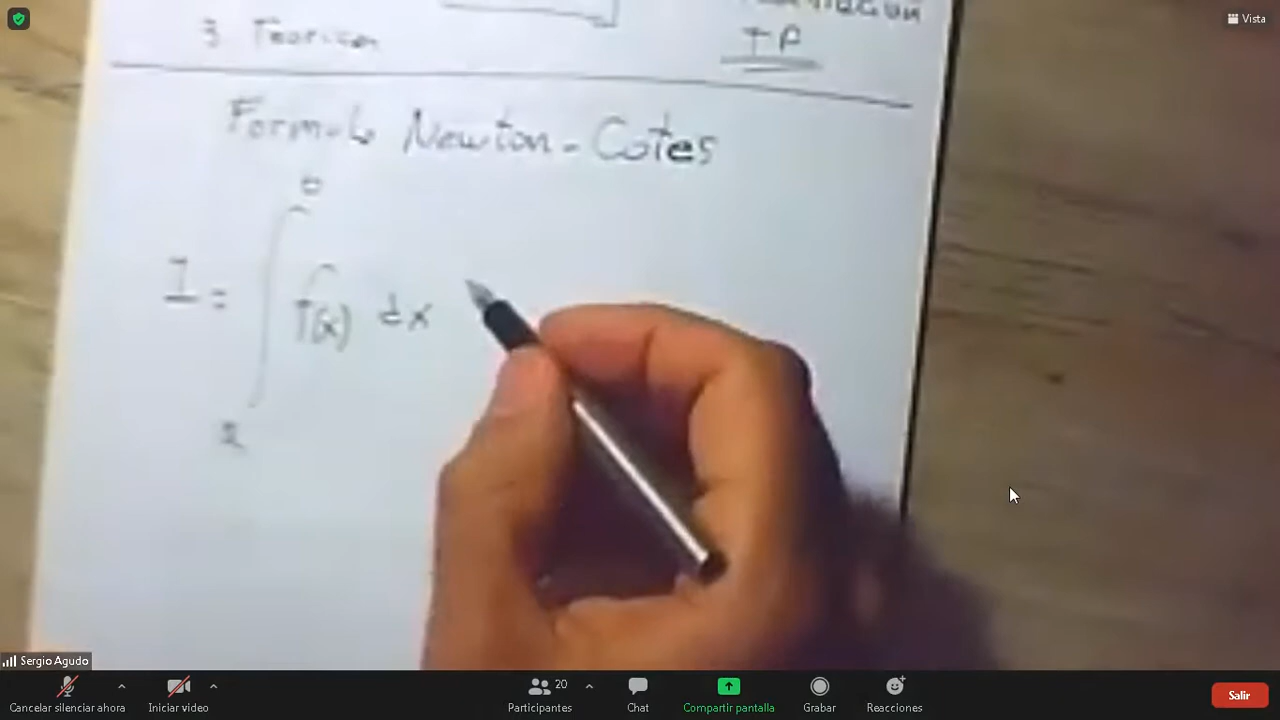 Vista
3 Teoricos
TP
Formula Newton-Cotes
b
I = ∫ f(x) dx
a
Sergio Agudo
Cancelar silenciar ahora
Iniciar video
20
Participantes
Chat
Compartir pantalla
Grabar
Reacciones
Salir